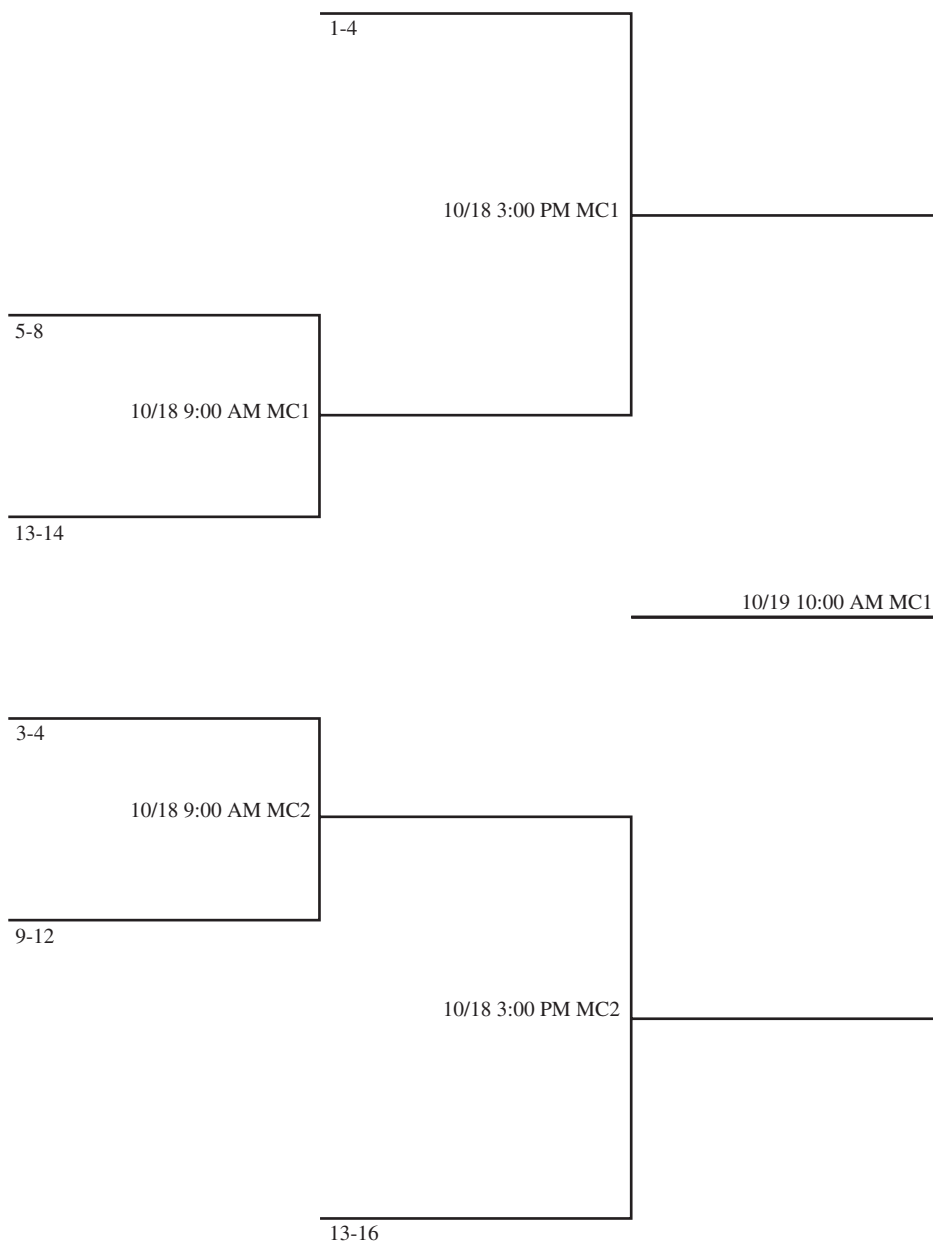 1-4
10/18 3:00 PM MC1
5-8
10/18 9:00 AM MC1
13-14
10/19 10:00 AM MC1
3-4
10/18 9:00 AM MC2
9-12
10/18 3:00 PM MC2
13-16